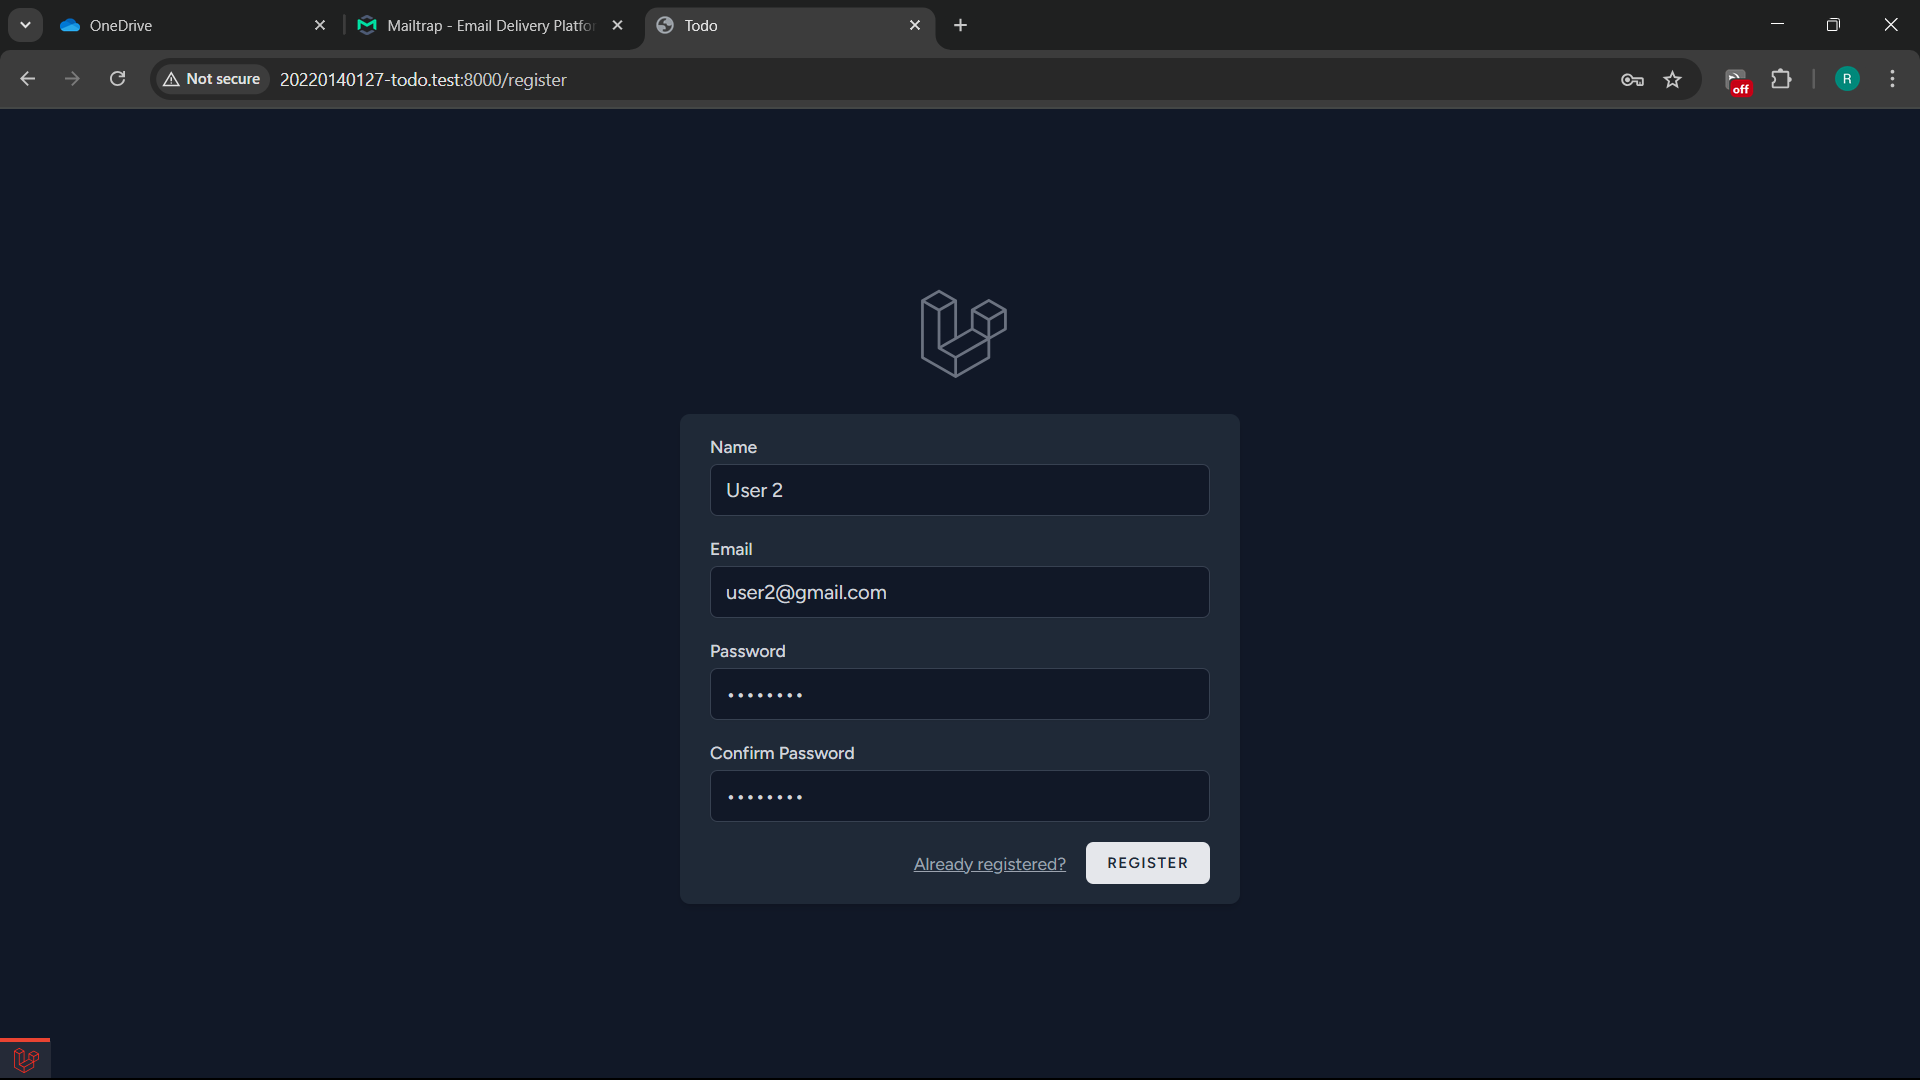 OneDrive
Mailtrap - Email Delivery Platfo
Todo
Not secure
20220140127-todo.test:8000/register
off
R
Name
User 2
Email
user2@gmail.com
Password
••••••••
Confirm Password
••••••••
Already registered?
REGISTER